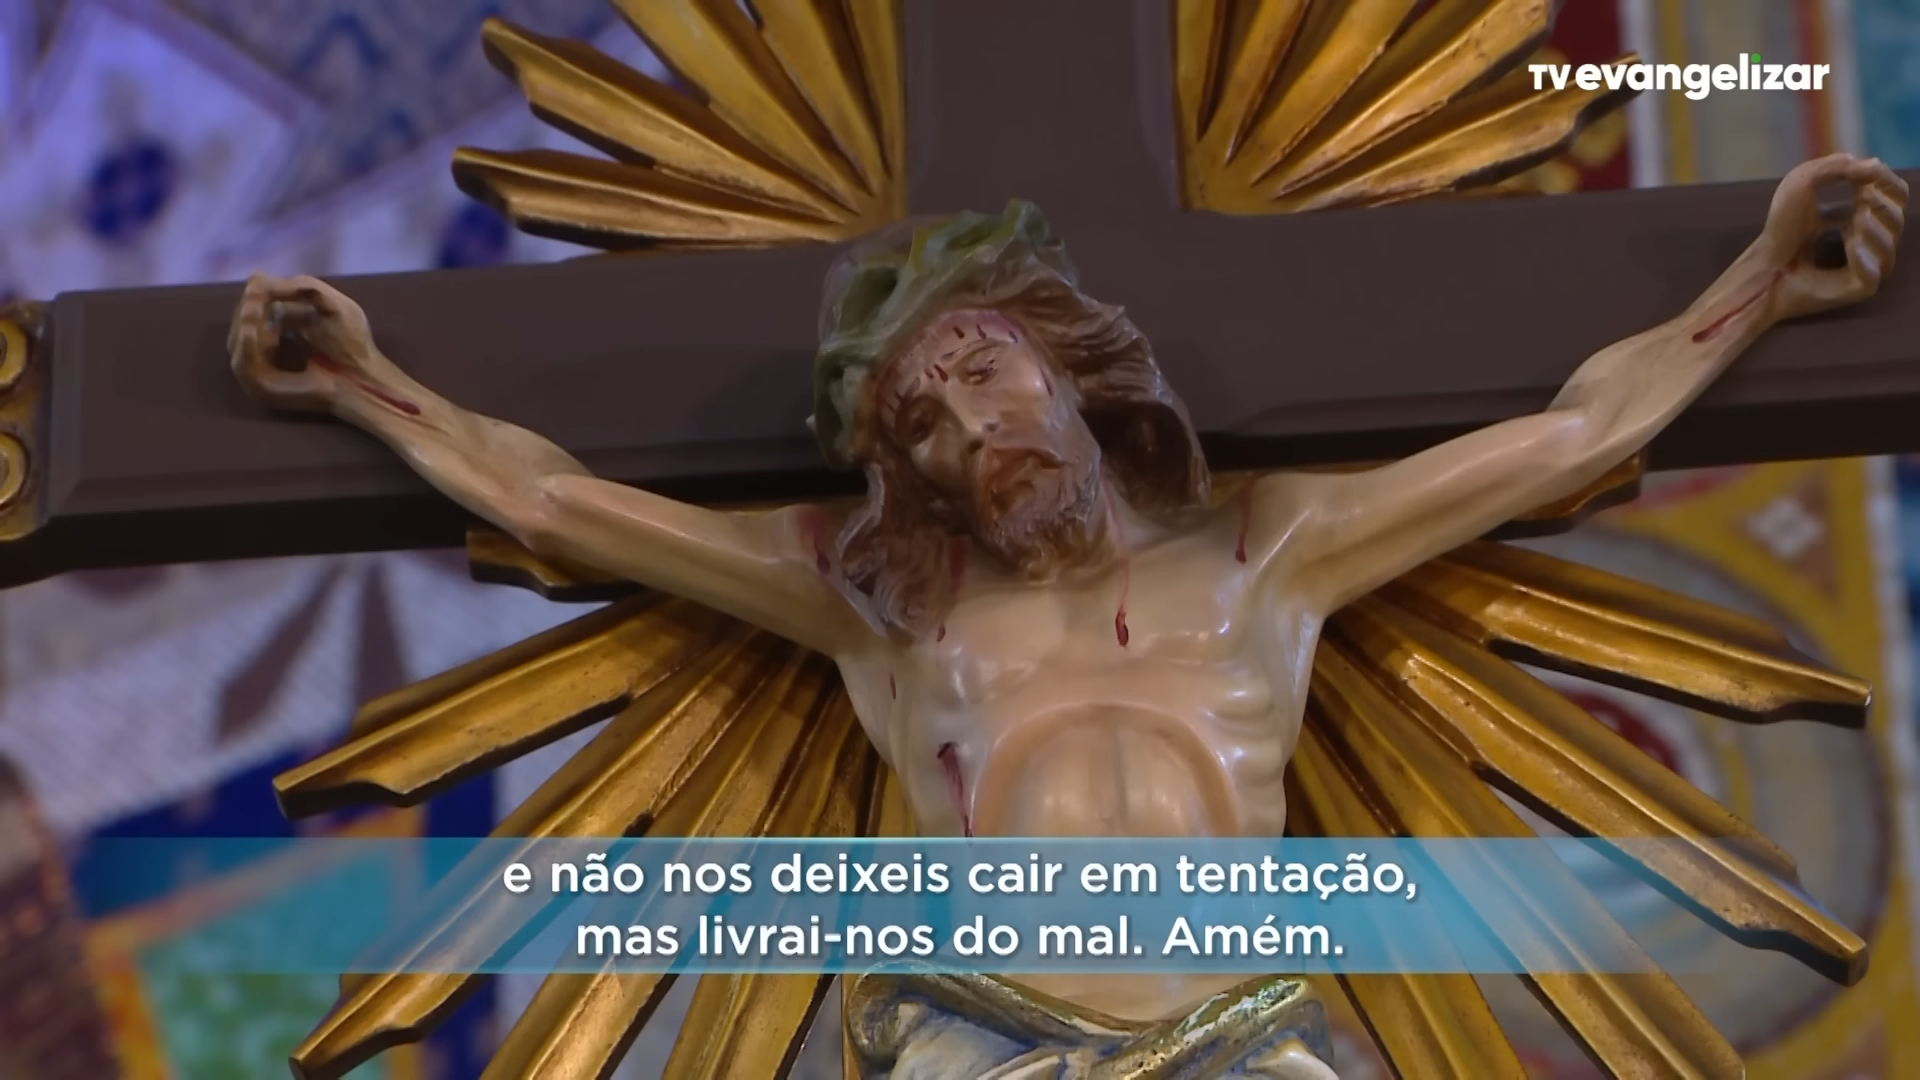 TVevangelizar
e não nos deixeis cair em tentação,
mas livrai-nos do mal. Amém.